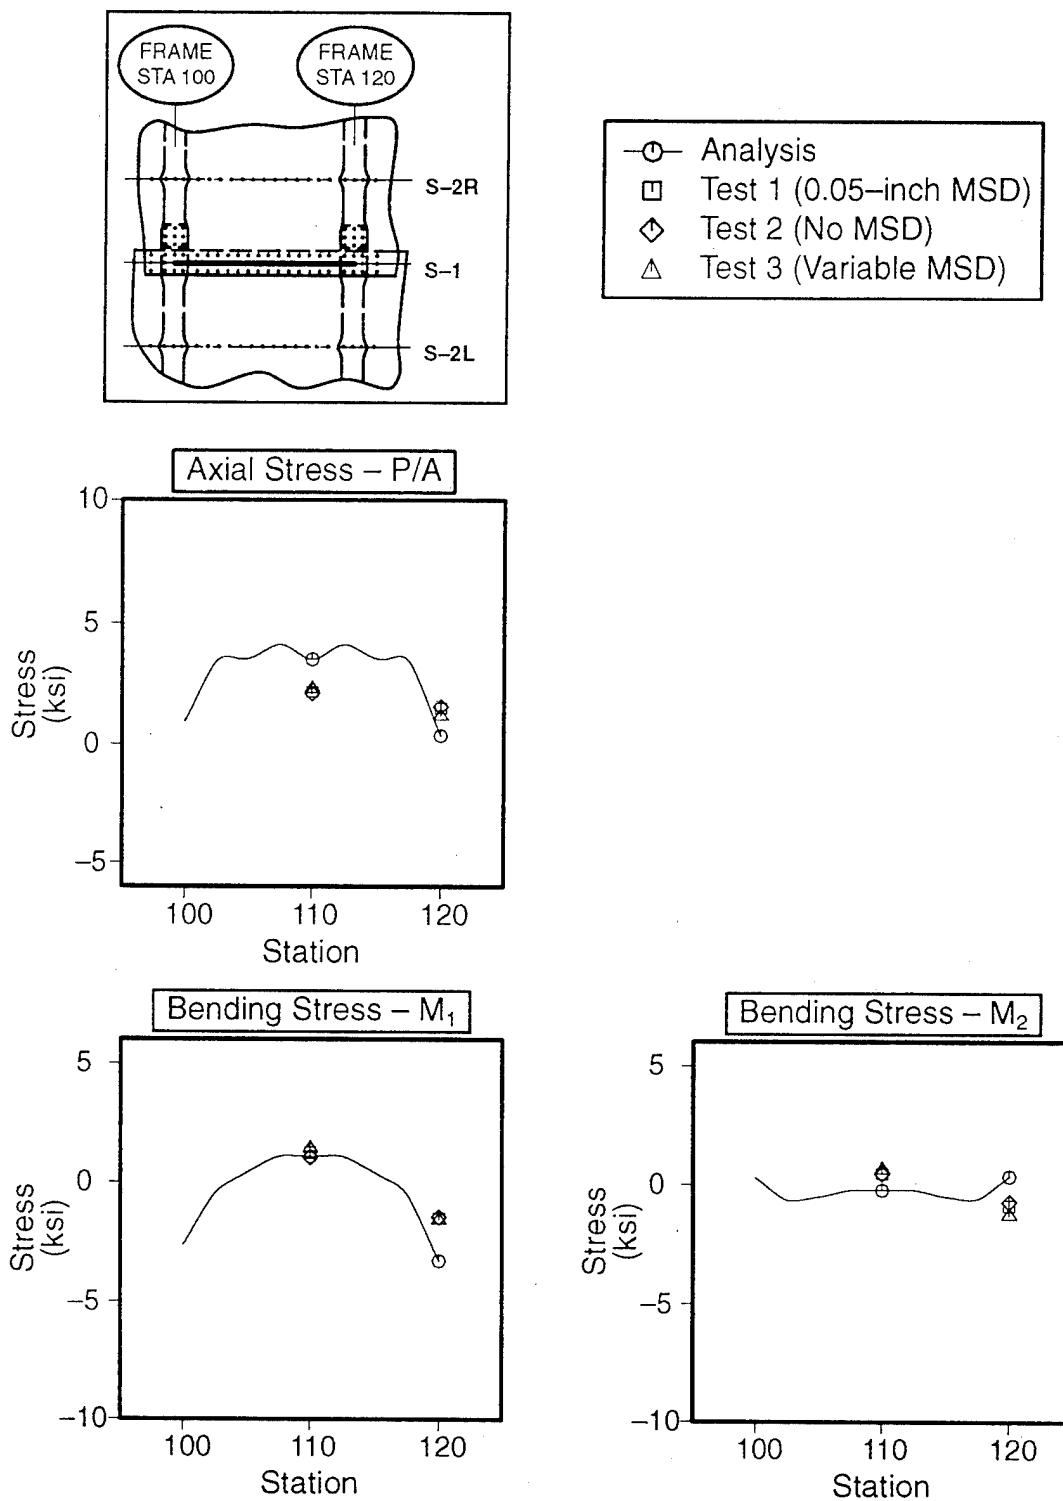 FRAME
STA 100
FRAME
STA 120
S–2R
S–1
S–2L
Analysis
Test 1 (0.05–inch MSD)
Test 2 (No MSD)
Test 3 (Variable MSD)
Axial Stress – P/A
10
5
0
–5
Stress
(ksi)
100
110
120
Station
Bending Stress – M₁
5
0
–5
–10
Stress
(ksi)
100
110
120
Station
Bending Stress – M₂
5
0
–5
–10
Stress
(ksi)
100
110
120
Station